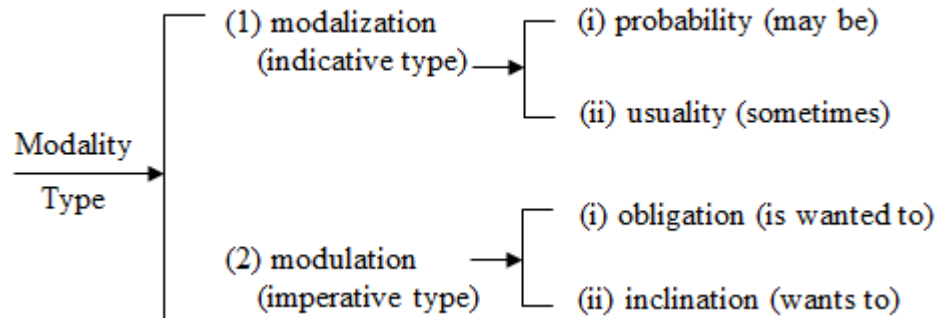 (1) modalization
(indicative type)
(i) probability (may be)
(ii) usuality (sometimes)
Modality
Type
(2) modulation
(imperative type)
(i) obligation (is wanted to)
(ii) inclination (wants to)